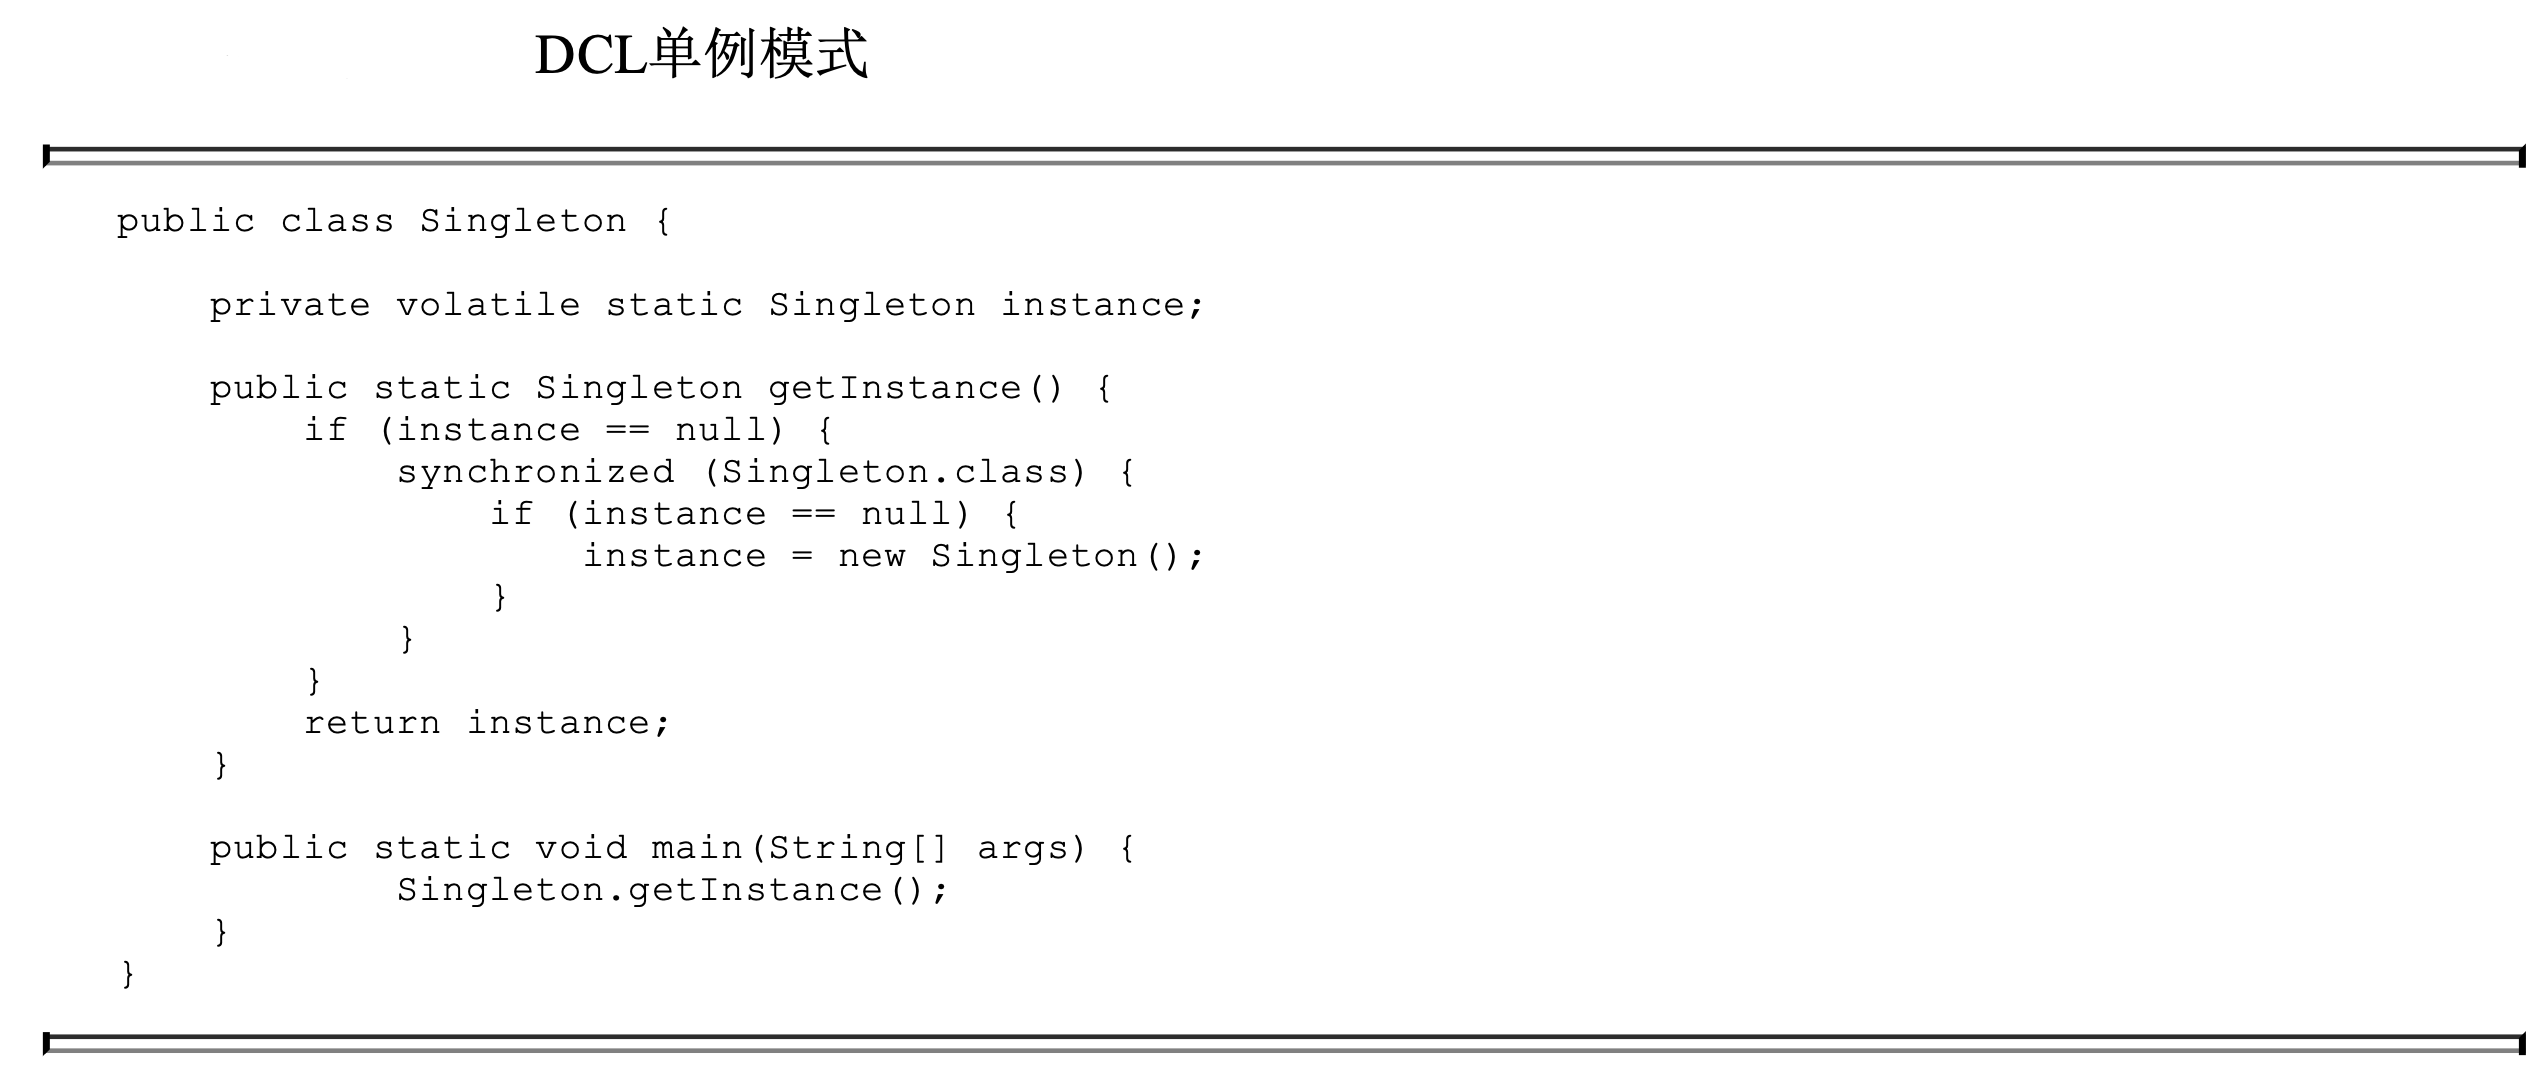 DCL单例模式
public class Singleton {
private volatile static Singleton instance;
public static Singleton getInstance() {
if (instance == null) {
synchronized (Singleton.class) {
if (instance == null) {
instance = new Singleton();
}
}
}
return instance;
}
public static void main(String[] args) {
Singleton.getInstance();
}
}